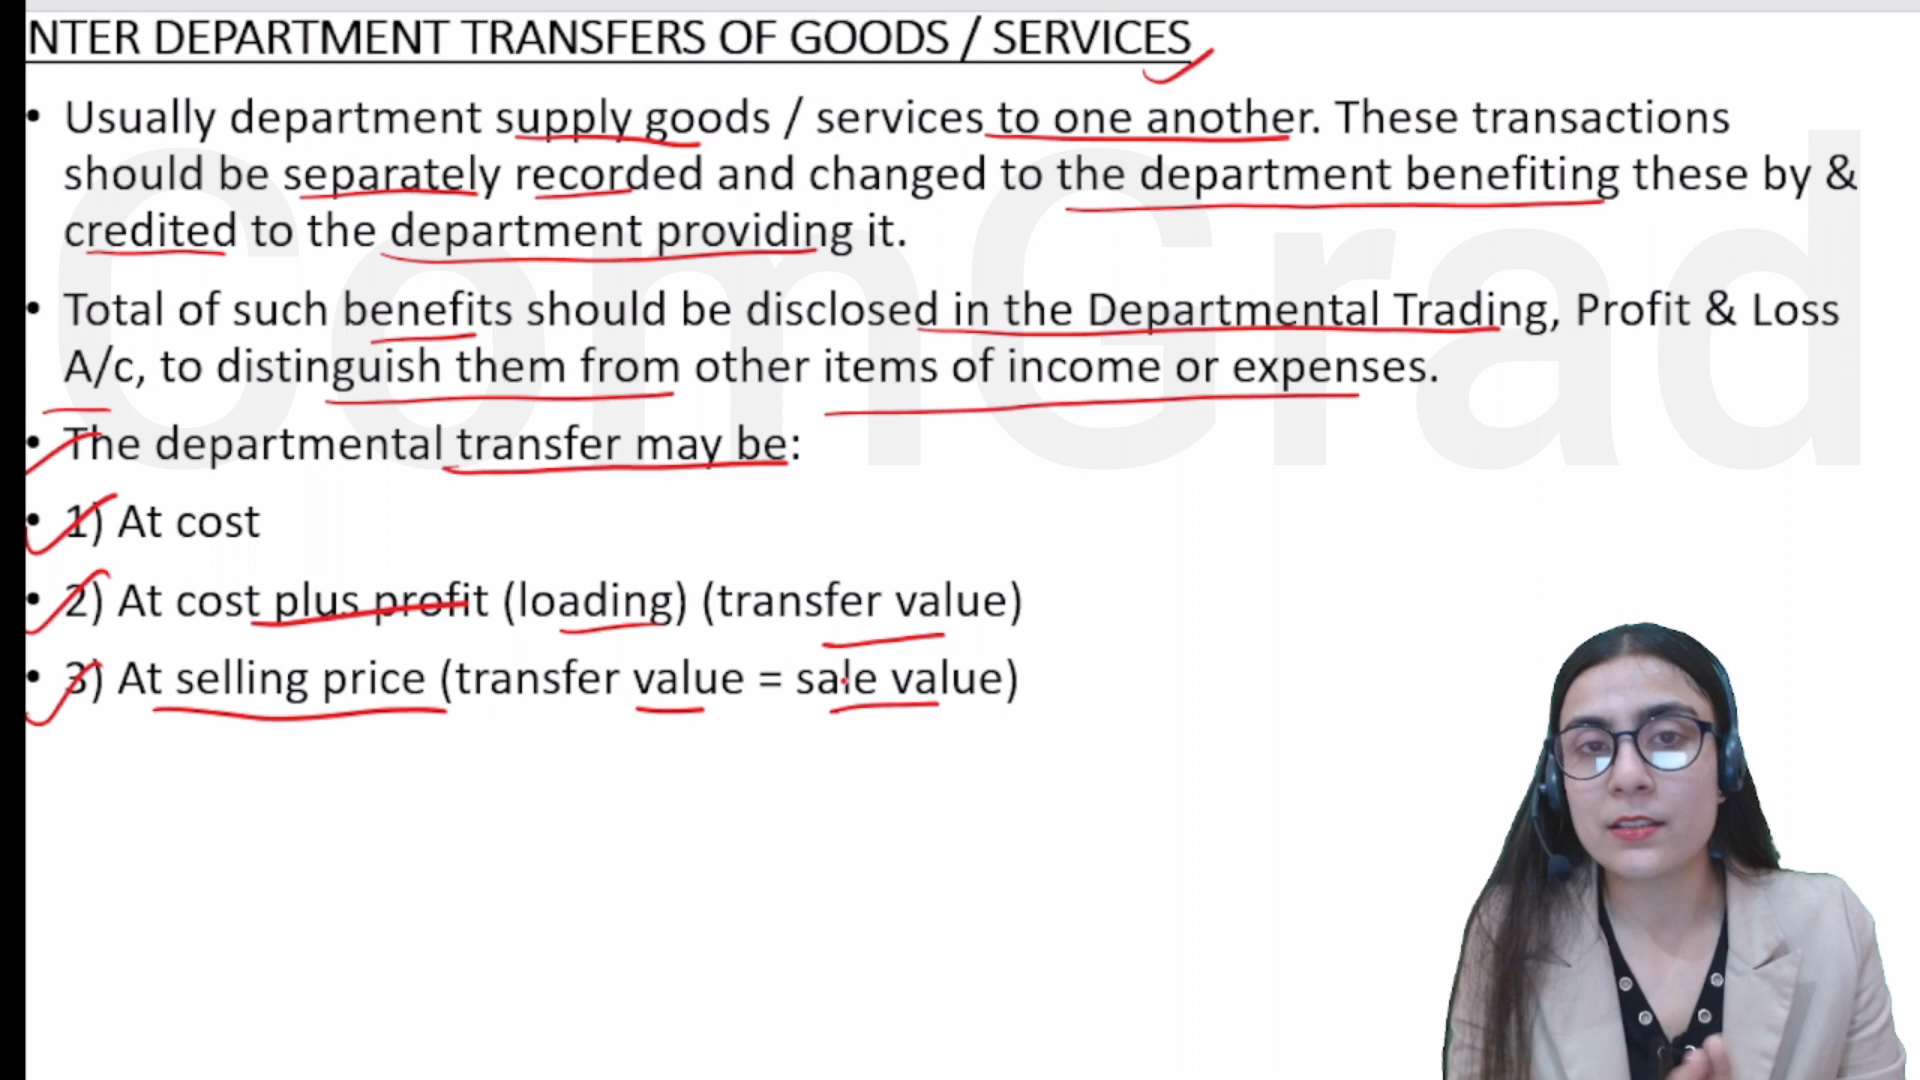 NTER DEPARTMENT TRANSFERS OF GOODS / SERVICES
• Usually department supply goods / services to one another. These transactions
should be separately recorded and changed to the department benefiting these by &
credited to the department providing it.
• Total of such benefits should be disclosed in the Departmental Trading, Profit & Loss
A/c, to distinguish them from other items of income or expenses.
• The departmental transfer may be:
• 1) At cost
• 2) At cost plus profit (loading) (transfer value)
• 3) At selling price (transfer value = sale value)
ComGrad